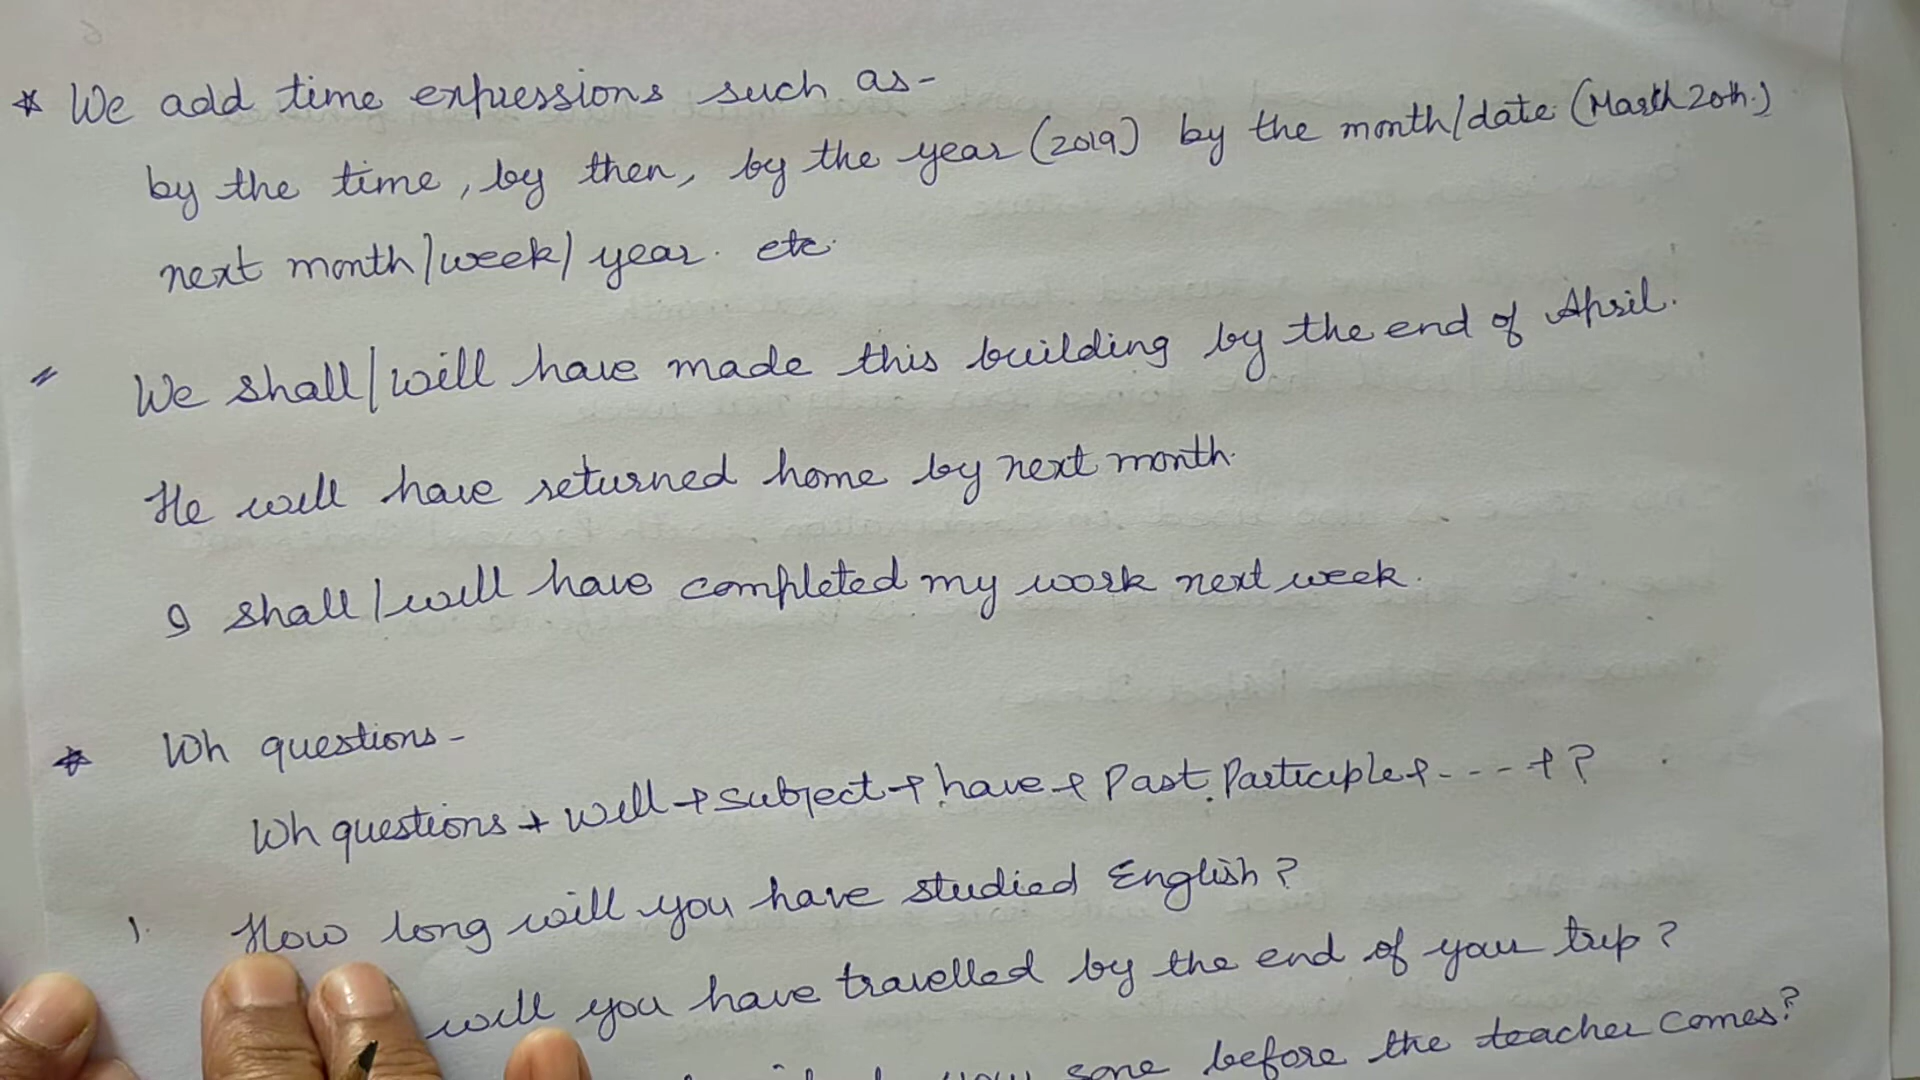 * We add time expressions such as-
by the time, by then, by the year (2019) by the month/date (March 20th.)
next month/week/year. etc.
We shall/will have made this building by the end of April.
He will have returned home by next month.
I shall/will have completed my work next week.
* Wh questions-
Wh questions + will + subject + have + Past Participle + ---- + ?
1. How long will you have studied English?
will you have travelled by the end of your trip?
before the teacher comes?